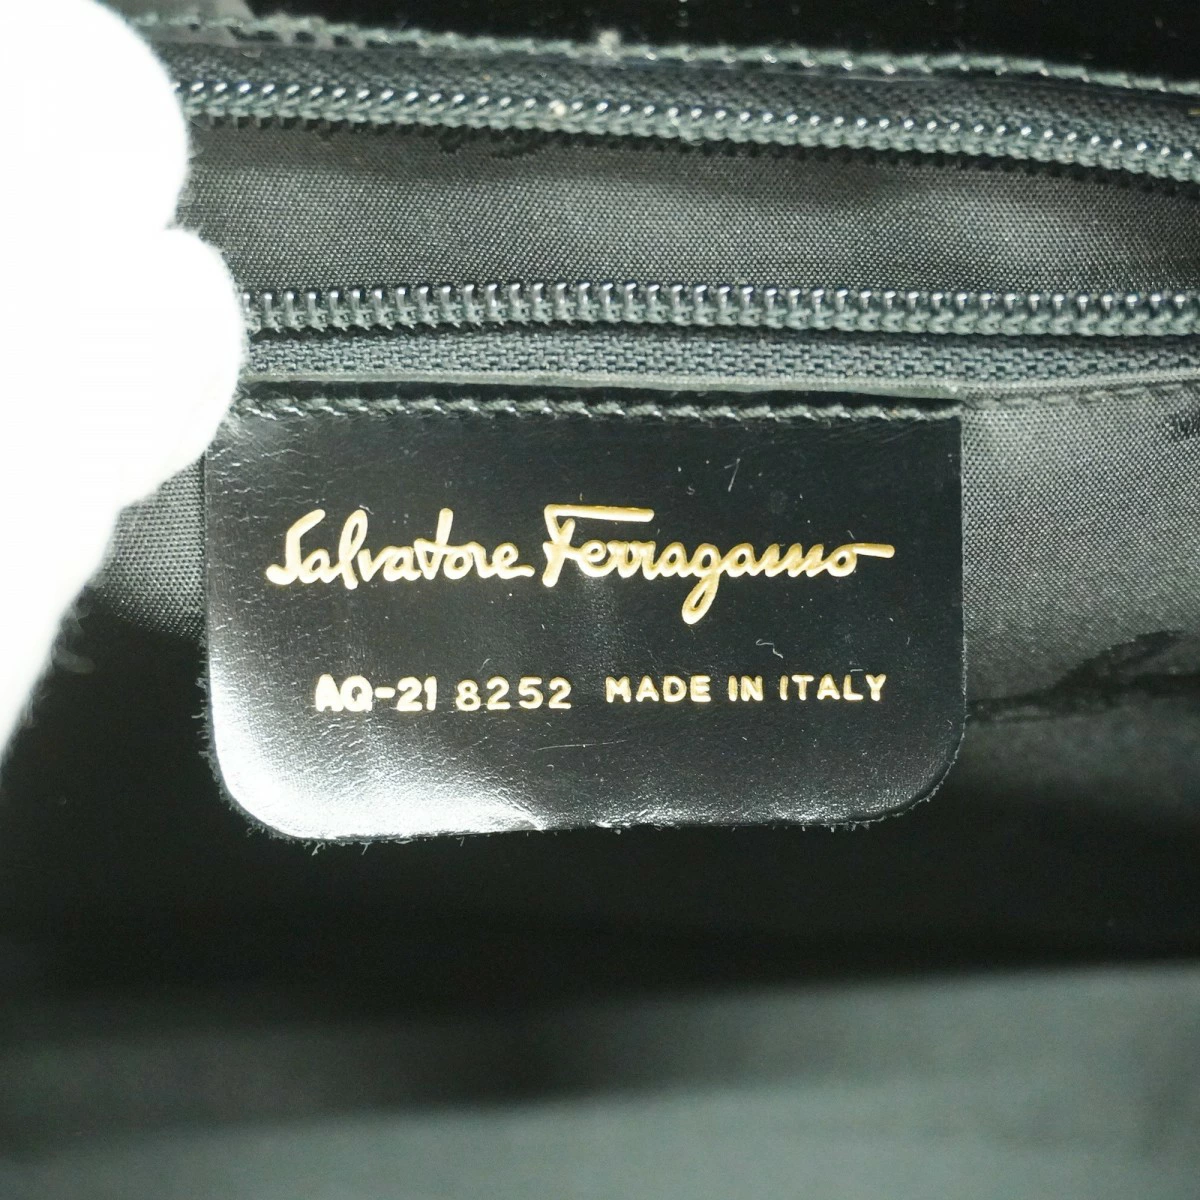 Salvatore Ferragamo
AQ-21 8252 MADE IN ITALY